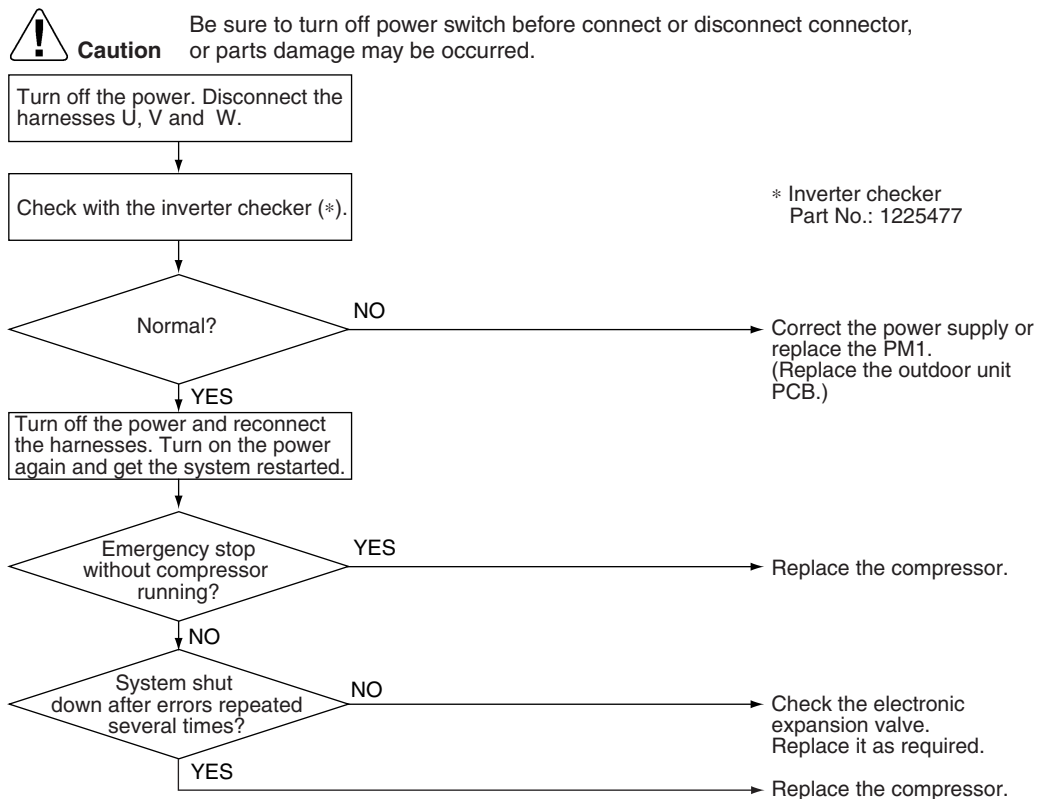 Be sure to turn off power switch before connect or disconnect connector,
Caution or parts damage may be occurred.
Turn off the power. Disconnect the
harnesses U, V and W.
Check with the inverter checker (*).
* Inverter checker
Part No.: 1225477
Normal?
NO
Correct the power supply or
replace the PM1.
(Replace the outdoor unit
PCB.)
YES
Turn off the power and reconnect
the harnesses. Turn on the power
again and get the system restarted.
Emergency stop
without compressor
running?
YES
Replace the compressor.
NO
System shut
down after errors repeated
several times?
NO
Check the electronic
expansion valve.
Replace it as required.
YES
Replace the compressor.